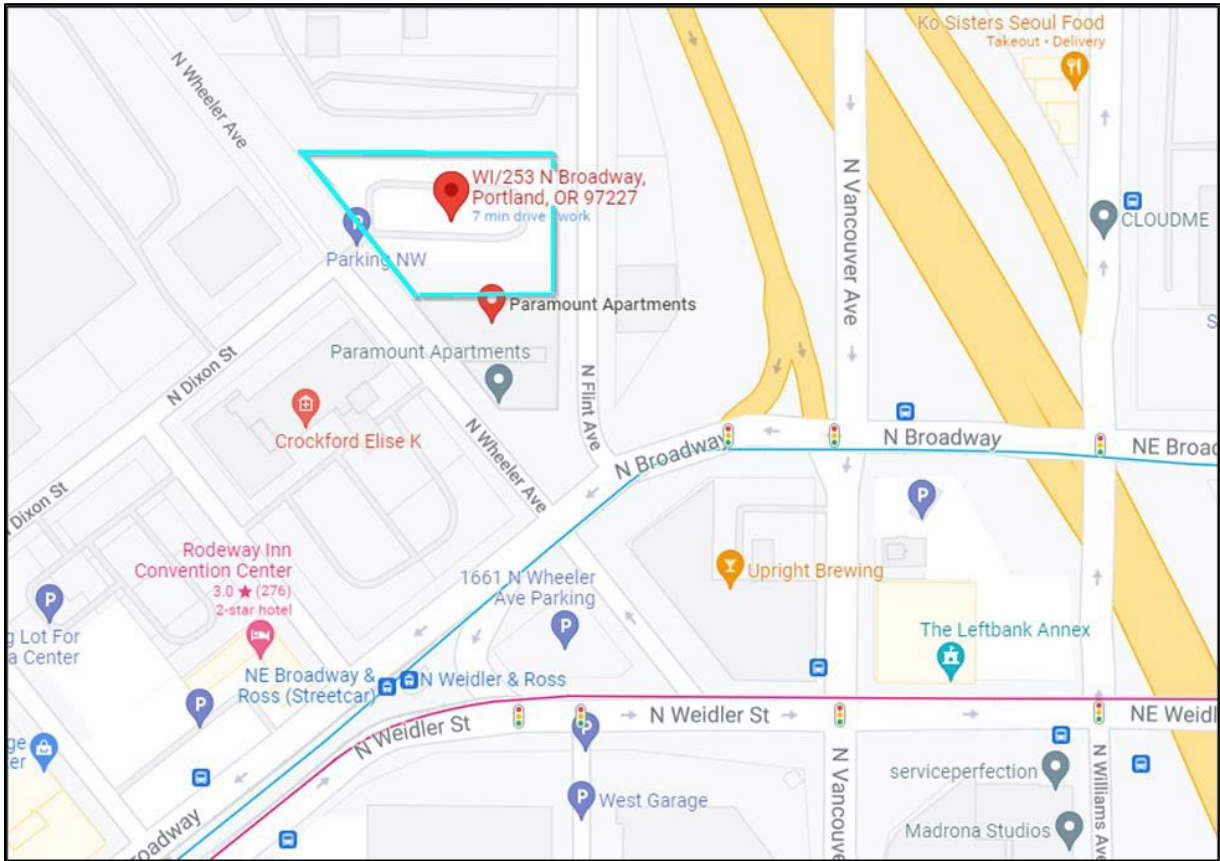 Ko Sisters Seoul Food
Takeout • Delivery
N Wheeler Ave
WI/253 N Broadway,
Portland, OR 97227
7 min drive - work
N Vancouver Ave
CLOUDME
P
Parking NW
Paramount Apartments
Paramount Apartments
N Dixon St
N Flint Ave
Crockford Elise K
N Wheeler Ave
N Broadway
N Broadway
NE Broad
S
N Dixon St
P
Rodeway Inn
Convention Center
3.0 ★ (276)
2-star hotel
1661 N Wheeler
Ave Parking
P
Upright Brewing
P
g Lot For
a Center
The Leftbank Annex
NE Broadway &
Ross (Streetcar)
N Weidler & Ross
P
N Weidler St
N Weidler St
NE Weidl
ge
er
P
West Garage
P
N Vancouver
serviceperfection
Madrona Studios
N Williams Ave
roadway